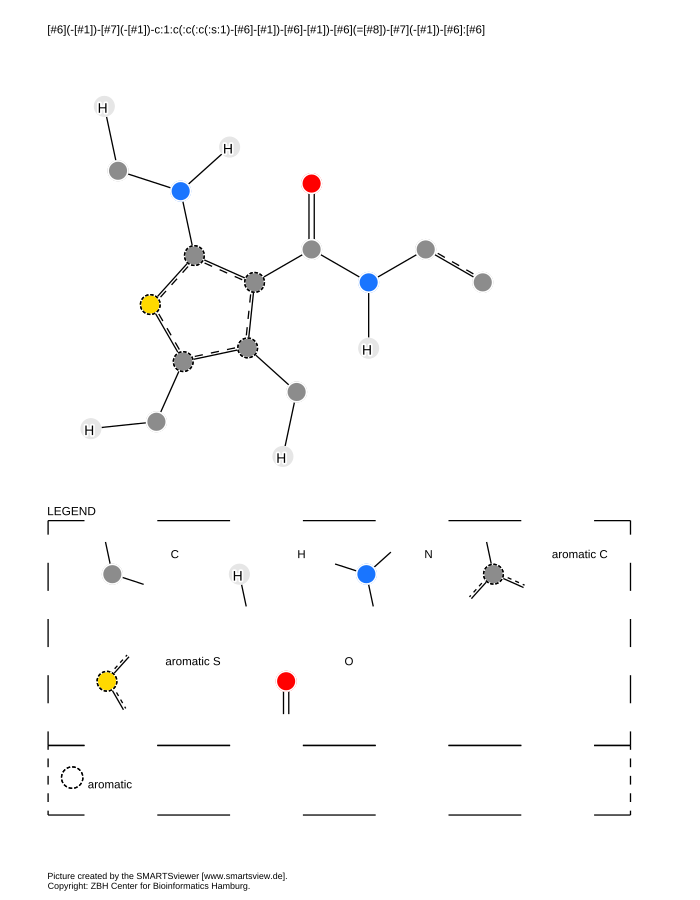 [#6](-[#1])-[#7](-[#1])-c:1:c(:c(:c(:s:1)-[#6]-[#1])-[#6]-[#1])-[#6](=[#8])-[#7](-[#1])-[#6]:[#6]
H
H
H
H
H
LEGEND
C
H
H
N
aromatic C
aromatic S
O
aromatic
Picture created by the SMARTSviewer [www.smartsview.de].
Copyright: ZBH Center for Bioinformatics Hamburg.